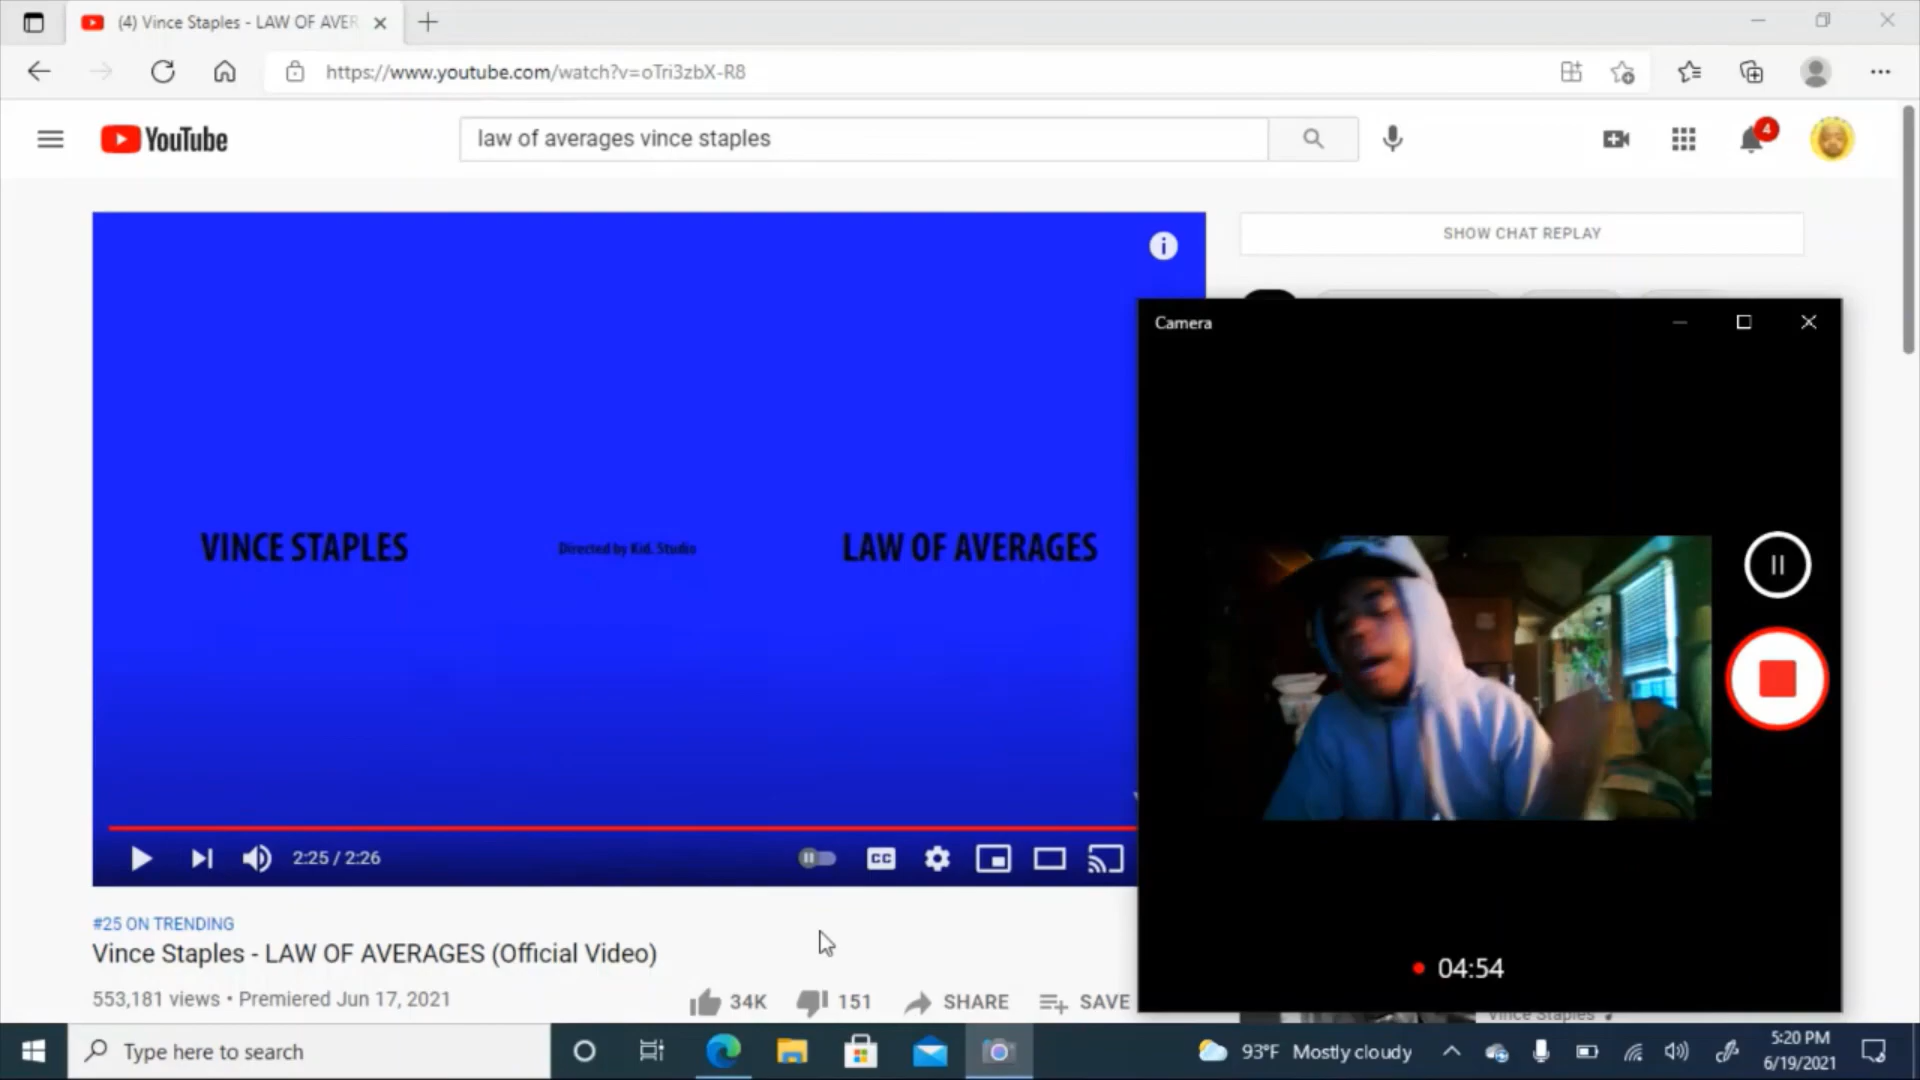 (4) Vince Staples - LAW OF AVER
https://www.youtube.com/watch?v=oTri3zbX-R8
YouTube
law of averages vince staples
4
SHOW CHAT REPLAY
Camera
VINCE STAPLES
Directed by Kid. Studio
LAW OF AVERAGES
2:25 / 2:26
CC
#25 ON TRENDING
Vince Staples - LAW OF AVERAGES (Official Video)
553,181 views • Premiered Jun 17, 2021
34K
151
SHARE
SAVE
04:54
Vince Staples
Type here to search
93°F Mostly cloudy
5:20 PM
6/19/2021